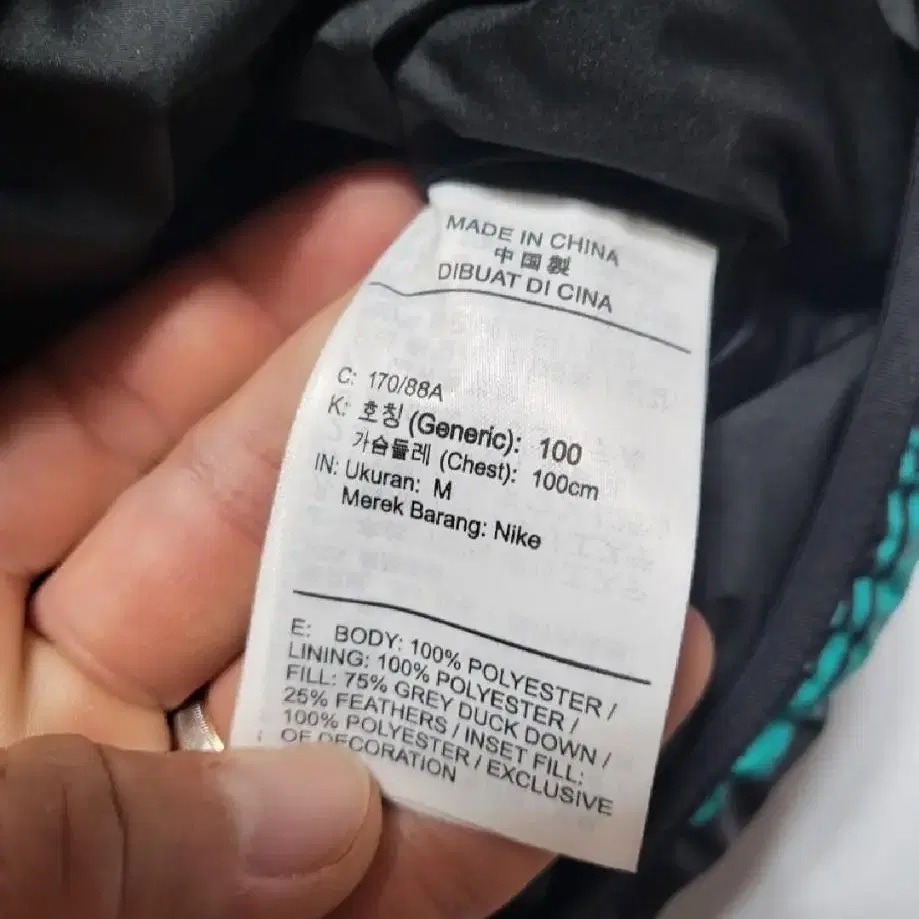 MADE IN CHINA
中国製
DIBUAT DI CINA
C: 170/88A
K: 호칭 (Generic): 100
가슴둘레 (Chest): 100cm
IN: Ukuran: M
Merek Barang: Nike
E: BODY: 100% POLYESTER /
LINING: 100% POLYESTER /
FILL: 75% GREY DUCK DOWN /
25% FEATHERS / INSET FILL:
100% POLYESTER / EXCLUSIVE
OF DECORATION